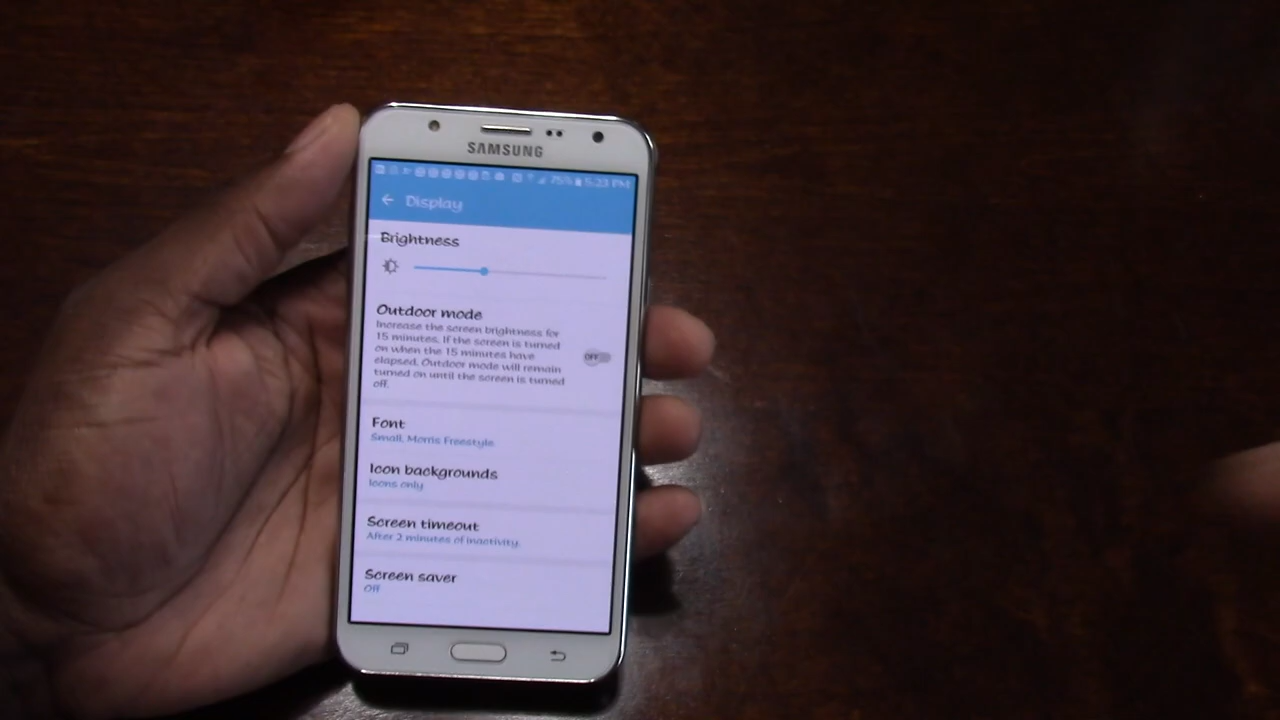 SAMSUNG
75% 5:23 PM
Display
Brightness
Outdoor mode
Increase the screen brightness for
15 minutes. If the screen is turned
on when the 15 minutes have
elapsed, Outdoor mode will remain
turned on until the screen is turned
off.
OFF
Font
Small, Morris Freestyle.
Icon backgrounds
Icons only
Screen timeout
After 2 minutes of inactivity.
Screen saver
Off